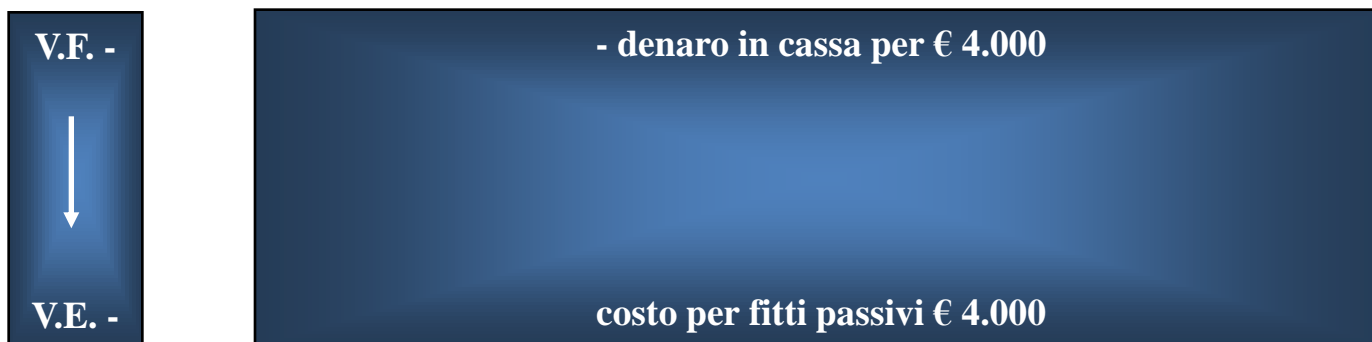 V.F. -
- denaro in cassa per € 4.000
V.E. -
costo per fitti passivi € 4.000